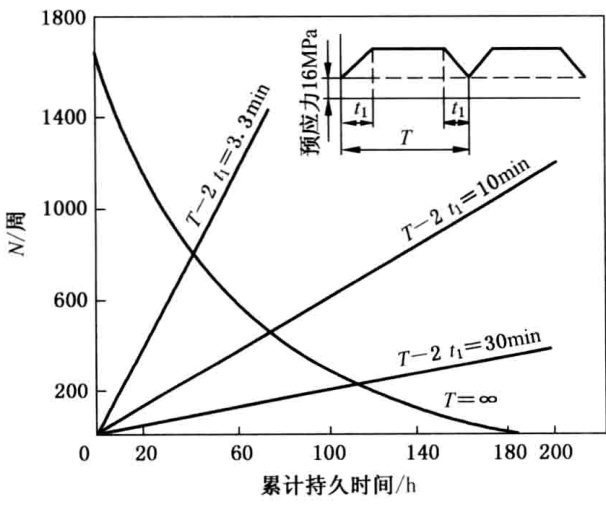 1800
1400
1000
600
200
0
N/周
20
60
100
140
180
200
累计持久时间/h
T−2 t₁=3.3min
T−2 t₁=10min
T−2 t₁=30min
T=∞
预应力16MPa
t₁
t₁
T